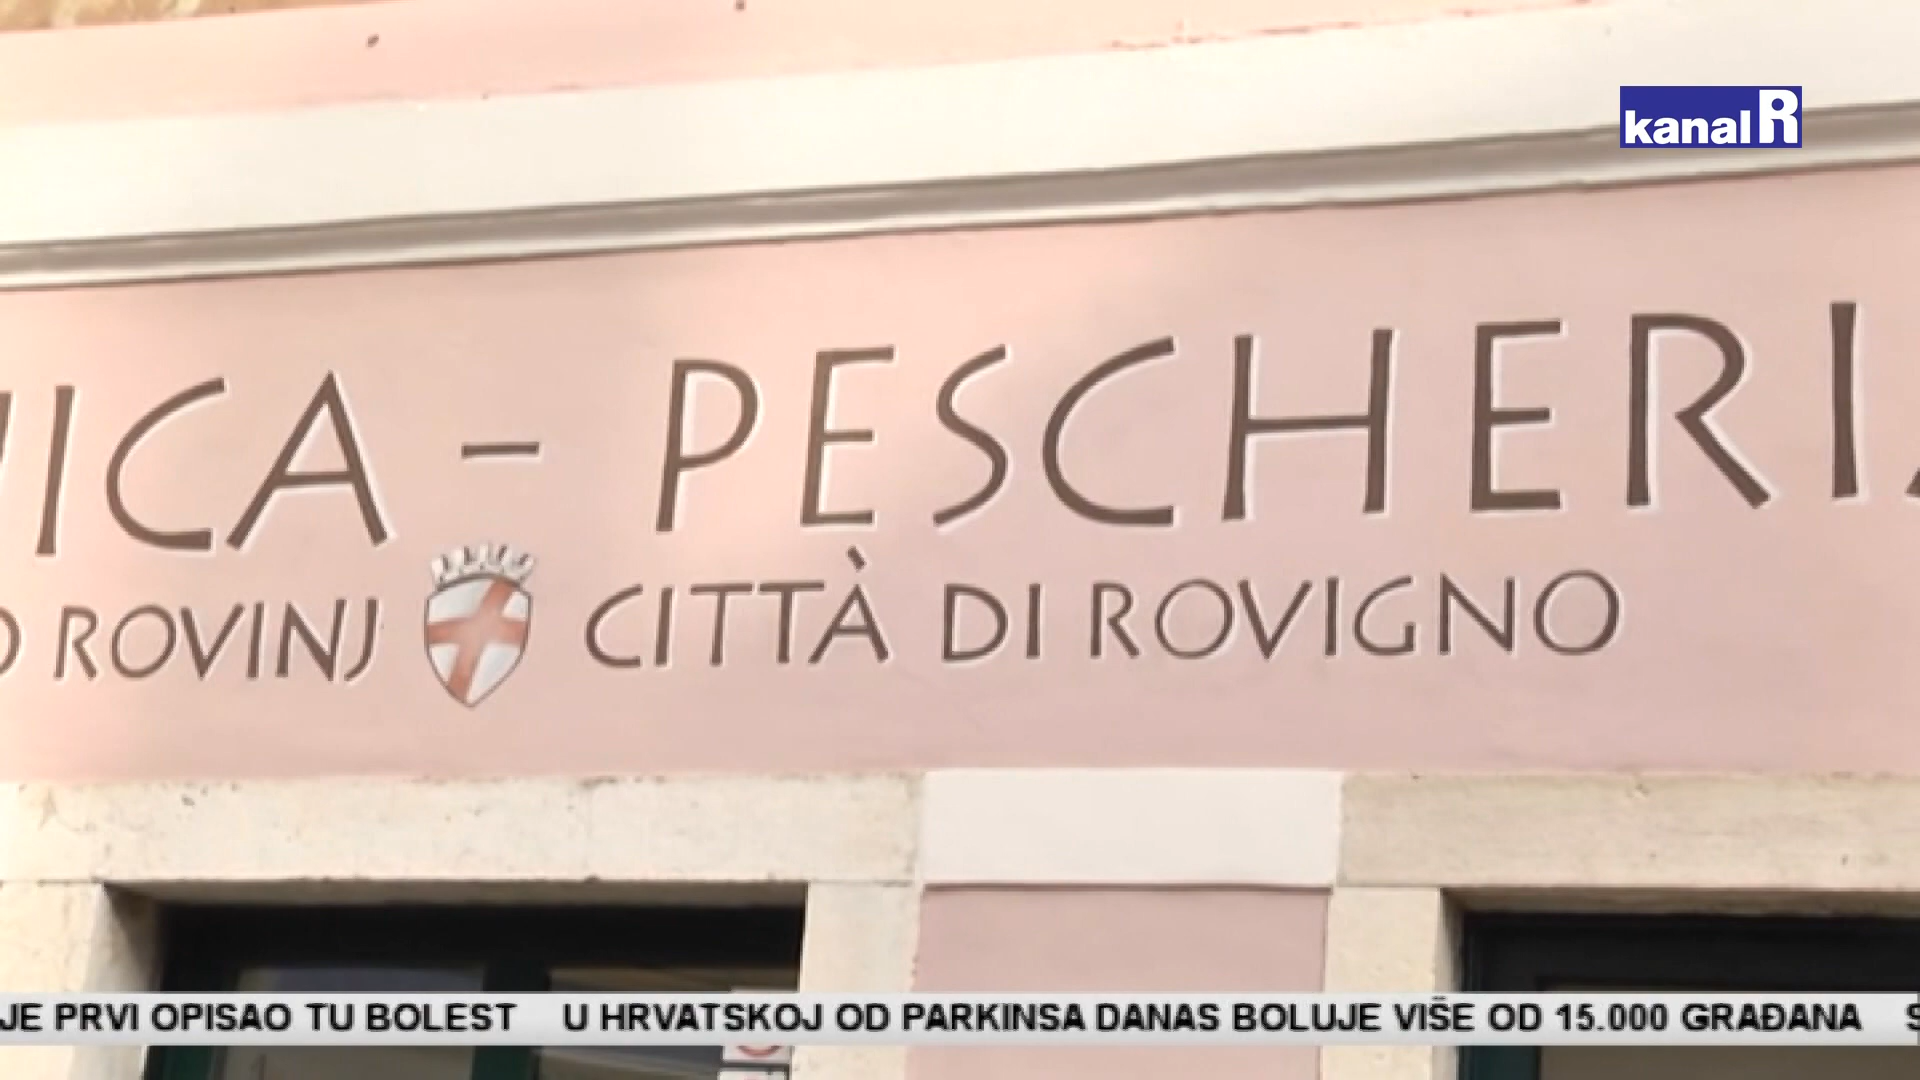 kanal R
ICA - PESCHERIA
ROVINJ CITTÀ DI ROVIGNO
JE PRVI OPISAO TU BOLEST U HRVATSKOJ OD PARKINSA DANAS BOLUJE VIŠE OD 15.000 GRAĐANA